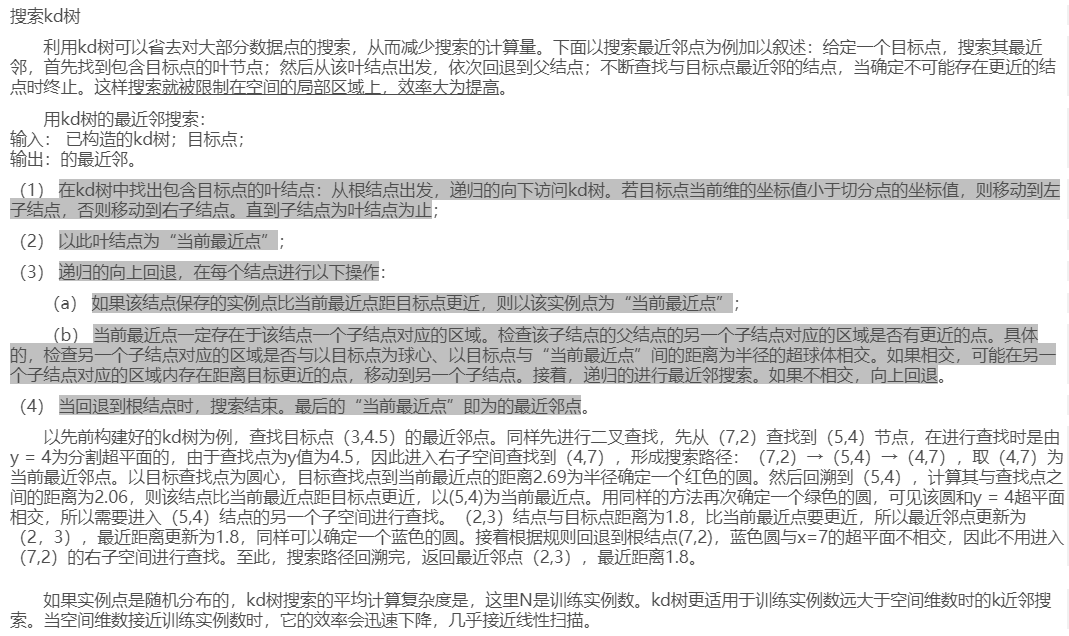 搜索kd树
利用kd树可以省去对大部分数据点的搜索，从而减少搜索的计算量。下面以搜索最近邻点为例加以叙述：给定一个目标点，搜索其最近
邻，首先找到包含目标点的叶节点；然后从该叶结点出发，依次回退到父结点；不断查找与目标点最近邻的结点，当确定不可能存在更近的结
点时终止。这样搜索就被限制在空间的局部区域上，效率大为提高。
用kd树的最近邻搜索：
输入： 已构造的kd树；目标点；
输出：的最近邻。
（1） 在kd树中找出包含目标点的叶结点：从根结点出发，递归的向下访问kd树。若目标点当前维的坐标值小于切分点的坐标值，则移动到左
子结点，否则移动到右子结点。直到子结点为叶结点为止；
（2） 以此叶结点为“当前最近点”；
（3） 递归的向上回退，在每个结点进行以下操作：
（a） 如果该结点保存的实例点比当前最近点距目标点更近，则以该实例点为“当前最近点”；
（b） 当前最近点一定存在于该结点一个子结点对应的区域。检查该子结点的父结点的另一个子结点对应的区域是否有更近的点。具体
的，检查另一个子结点对应的区域是否与以目标点为球心、以目标点与“当前最近点”间的距离为半径的超球体相交。如果相交，可能在另一
个子结点对应的区域内存在距离目标更近的点，移动到另一个子结点。接着，递归的进行最近邻搜索。如果不相交，向上回退。
（4） 当回退到根结点时，搜索结束。最后的“当前最近点”即为的最近邻点。
以先前构建好的kd树为例，查找目标点（3,4.5）的最近邻点。同样先进行二叉查找，先从（7,2）查找到（5,4）节点，在进行查找时是由
y = 4为分割超平面的，由于查找点为y值为4.5，因此进入右子空间查找到（4,7），形成搜索路径：（7,2）→（5,4）→（4,7），取（4,7）为
当前最近邻点。以目标查找点为圆心，目标查找点到当前最近点的距离2.69为半径确定一个红色的圆。然后回溯到（5,4），计算其与查找点之
间的距离为2.06，则该结点比当前最近点距目标点更近，以(5,4)为当前最近点。用同样的方法再次确定一个绿色的圆，可见该圆和y = 4超平面
相交，所以需要进入（5,4）结点的另一个子空间进行查找。（2,3）结点与目标点距离为1.8，比当前最近点要更近，所以最近邻点更新为
（2，3），最近距离更新为1.8，同样可以确定一个蓝色的圆。接着根据规则回退到根结点(7,2)，蓝色圆与x=7的超平面不相交，因此不用进入
（7,2）的右子空间进行查找。至此，搜索路径回溯完，返回最近邻点（2,3），最近距离1.8。
如果实例点是随机分布的，kd树搜索的平均计算复杂度是，这里N是训练实例数。kd树更适用于训练实例数远大于空间维数时的k近邻搜
索。当空间维数接近训练实例数时，它的效率会迅速下降，几乎接近线性扫描。